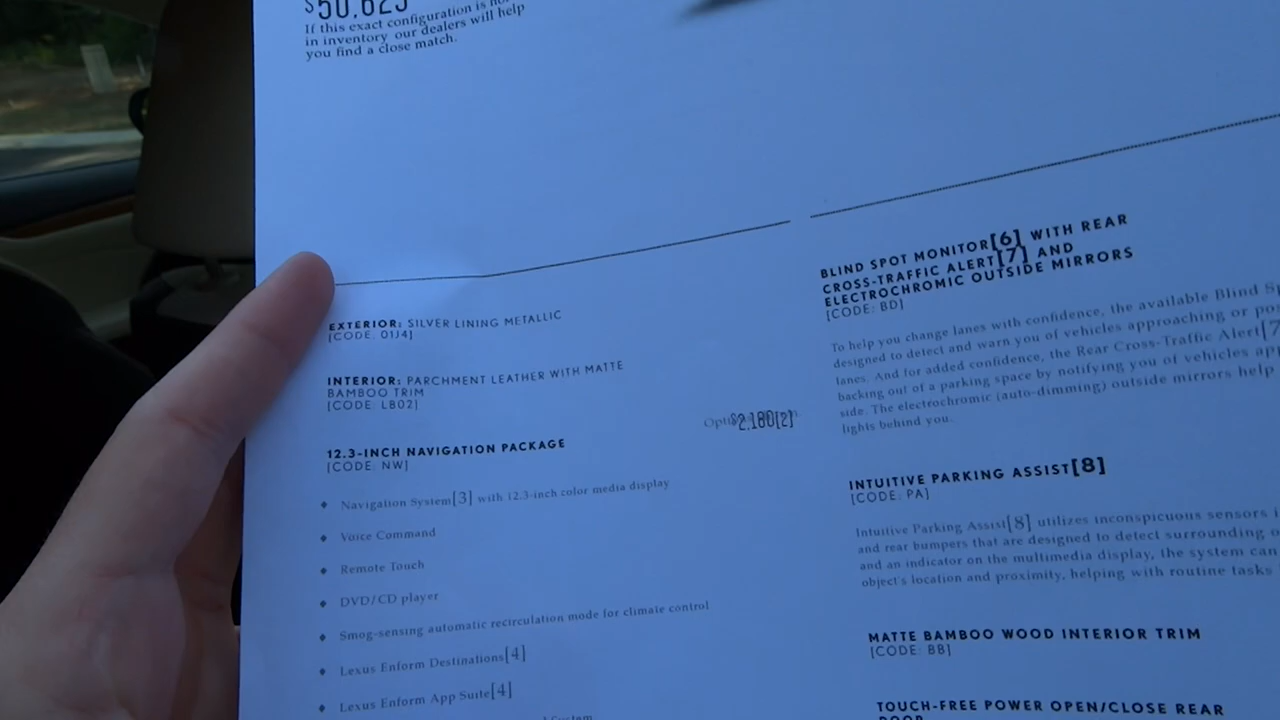 $50,625
If this exact configuration is not
in inventory our dealers will help
you find a close match.
EXTERIOR: SILVER LINING METALLIC
[CODE: 01J4]
INTERIOR: PARCHMENT LEATHER WITH MATTE
BAMBOO TRIM
[CODE: LB02]
$2,180[2]
12.3-INCH NAVIGATION PACKAGE
[CODE: NW]
Navigation System[3] with 12.3-inch color media display
Voice Command
Remote Touch
DVD/CD player
Smog-sensing automatic recirculation mode for climate control
Lexus Enform Destinations[4]
Lexus Enform App Suite[4]
System
BLIND SPOT MONITOR[6] WITH REAR
CROSS-TRAFFIC ALERT[7] AND
ELECTROCHROMIC OUTSIDE MIRRORS
[CODE: BD]
To help you change lanes with confidence, the available Blind
designed to detect and warn you of vehicles approaching or
lanes. And for added confidence, the Rear Cross-Traffic Alert[7
backing out of a parking space by notifying you of vehicles
side. The electrochromic (auto-dimming) outside mirrors help
lights behind you.
INTUITIVE PARKING ASSIST[8]
[CODE: PA]
Intuitive Parking Assist[8] utilizes inconspicuous sensors
and rear bumpers that are designed to detect surrounding
and an indicator on the multimedia display, the system can
object's location and proximity, helping with routine tasks
MATTE BAMBOO WOOD INTERIOR TRIM
[CODE: BB]
TOUCH-FREE POWER OPEN/CLOSE REAR
DOOR